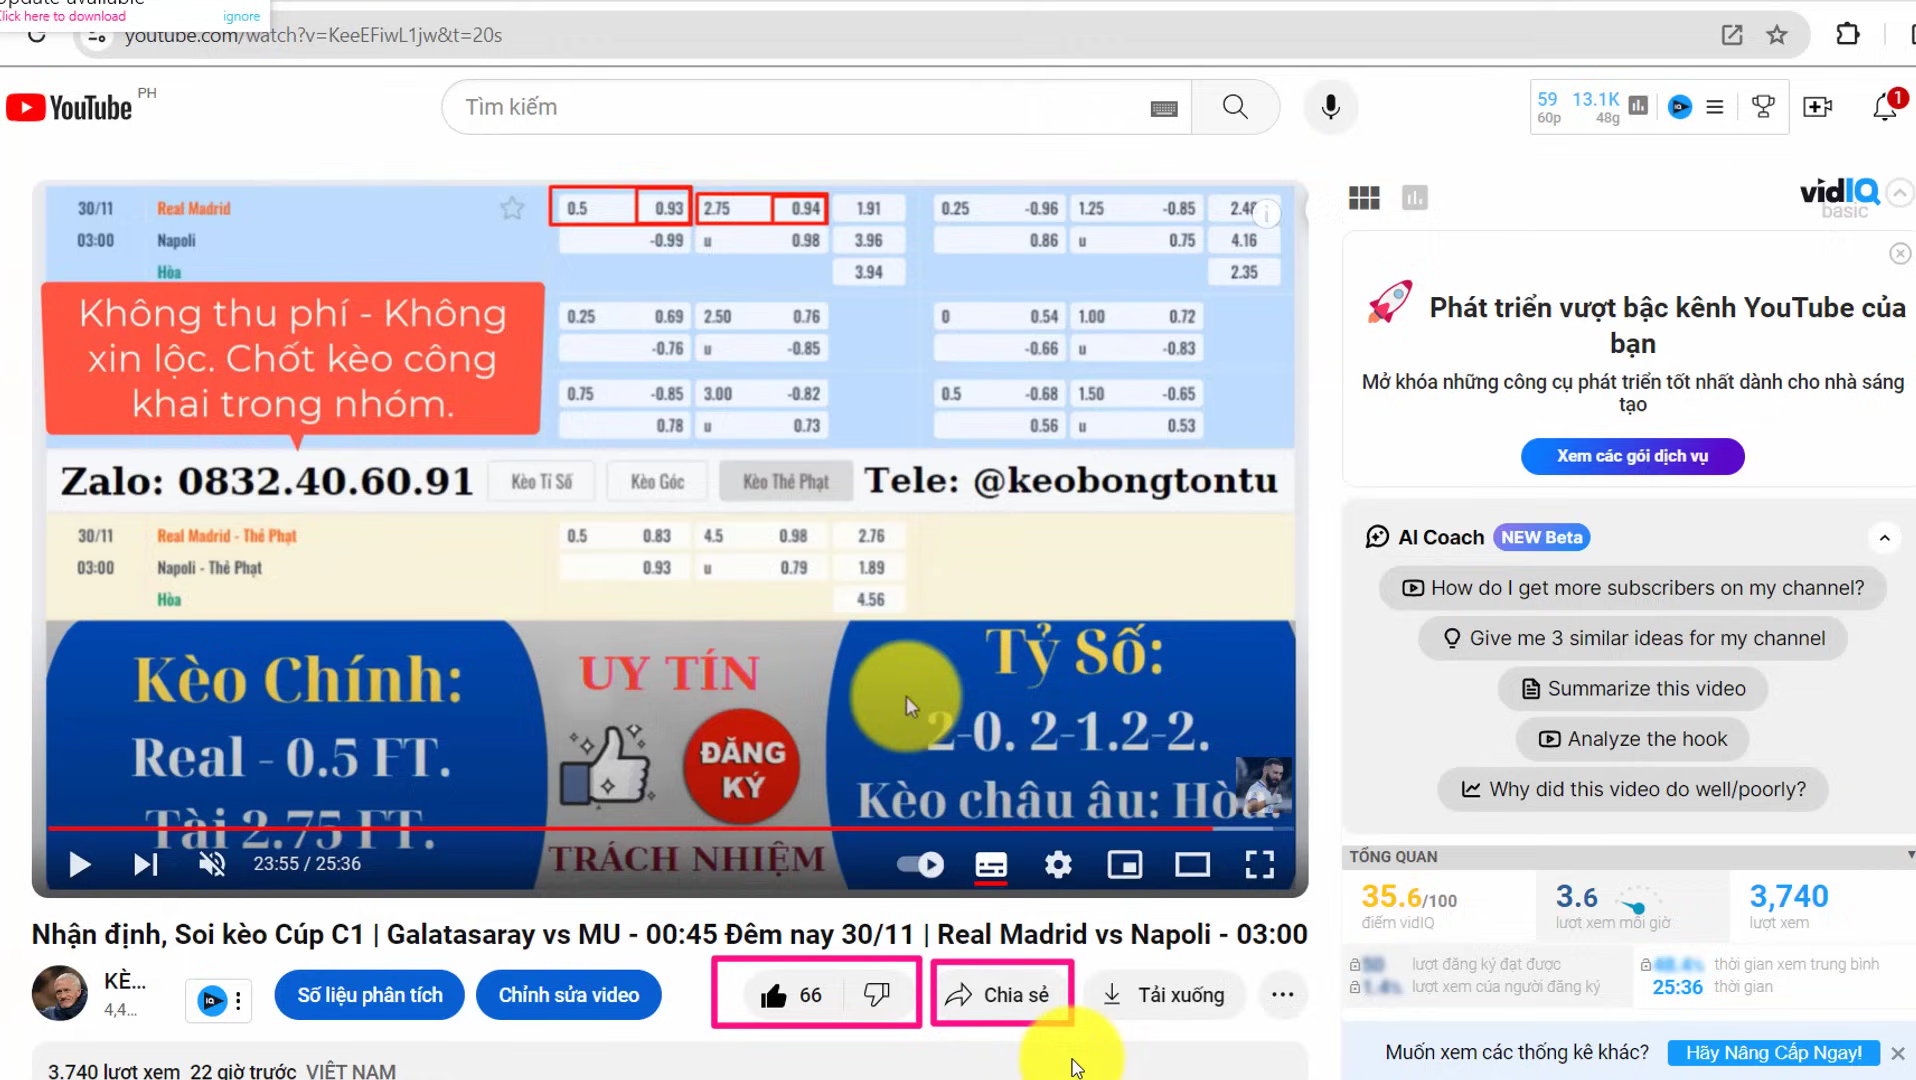 Click here to download
ignore
youtube.com/watch?v=KeeEFiwL1jw&t=20s
YouTube PH
Tìm kiếm
59 13.1K
60p 48g
1
30/11 Real Madrid 0.5 0.93 2.75 0.94 1.91 0.25 -0.96 1.25 -0.85
03:00 Napoli -0.99 u 0.98 3.96 0.86 u 0.75 4.16
Hòa 3.94 2.35
0.25 0.69 2.50 0.76 0 0.54 1.00 0.72
-0.76 u -0.85 -0.66 u -0.83
0.75 -0.85 3.00 -0.82 0.5 -0.68 1.50 -0.65
0.78 u 0.73 0.56 u 0.53
Không thu phí - Không
xin lộc. Chốt kèo công
khai trong nhóm.
Zalo: 0832.40.60.91 Kèo Tỉ Số Kèo Góc Kèo Thẻ Phạt Tele: @keobongtontu
30/11 Real Madrid - Thẻ Phạt 0.5 0.83 4.5 0.98 2.76
03:00 Napoli - Thẻ Phạt 0.93 u 0.79 1.89
Hòa 4.56
Kèo Chính:
Real - 0.5 FT.
Tài 2.75 FT.
UY TÍN
ĐĂNG
KÝ
TRÁCH NHIỆM
Tỷ Số:
2-0. 2-1.2-2.
Kèo châu âu: Hòa.
23:55 / 25:36
Nhận định, Soi kèo Cúp C1 | Galatasaray vs MU - 00:45 Đêm nay 30/11 | Real Madrid vs Napoli - 03:00
KÈ...
4,4...
Số liệu phân tích
Chỉnh sửa video
66
Chia sẻ
Tải xuống
3.740 lượt xem 22 giờ trước VIỆT NAM
vidIQ
basic
Phát triển vượt bậc kênh YouTube của
bạn
Mở khóa những công cụ phát triển tốt nhất dành cho nhà sáng
tạo
Xem các gói dịch vụ
AI Coach NEW Beta
How do I get more subscribers on my channel?
Give me 3 similar ideas for my channel
Summarize this video
Analyze the hook
Why did this video do well/poorly?
TỔNG QUAN
35.6/100 3.6 3,740
điểm vidIQ lượt xem mỗi giờ lượt xem
lượt đăng ký đạt được thời gian xem trung bình
lượt xem của người đăng ký 25:36 thời gian
Muốn xem các thống kê khác? Hãy Nâng Cấp Ngay!